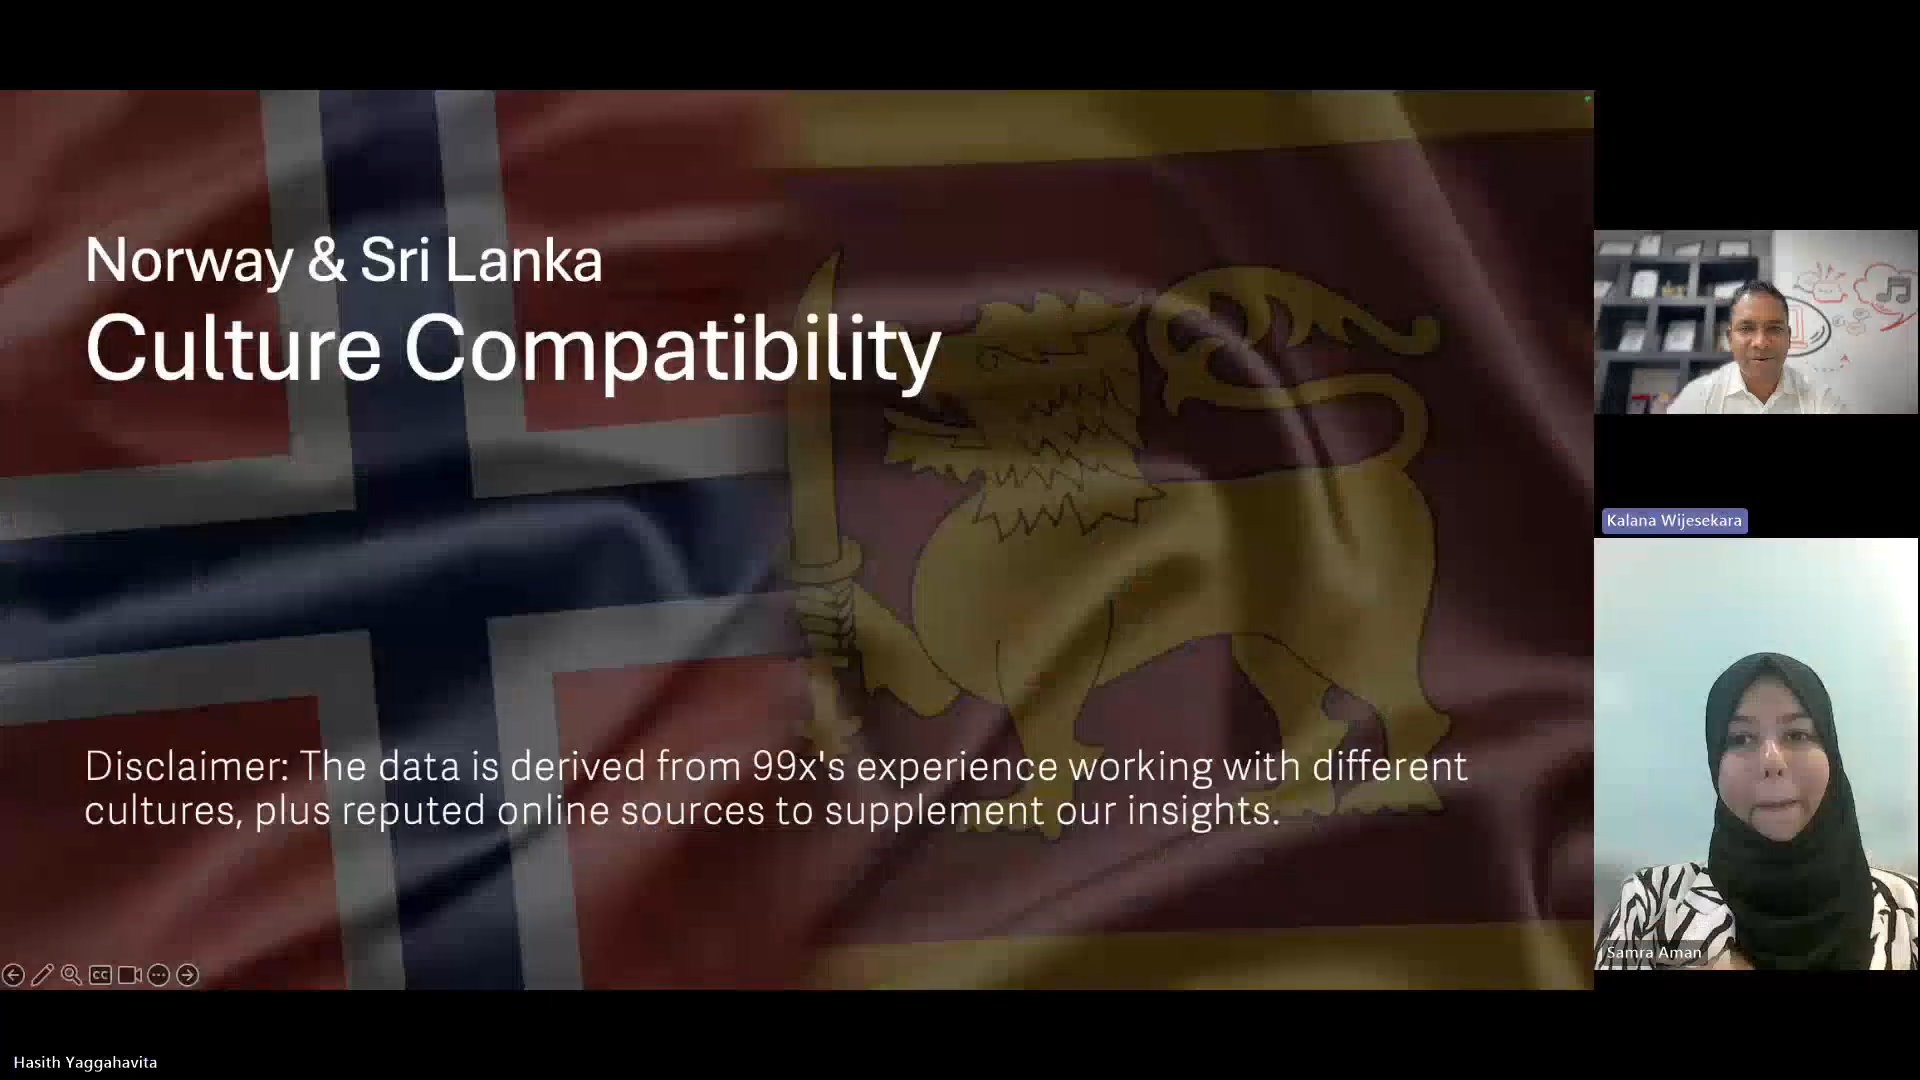 Norway & Sri Lanka
Culture Compatibility
Disclaimer: The data is derived from 99x's experience working with different
cultures, plus reputed online sources to supplement our insights.
CC
Kalana Wijesekara
Samra Aman
Hasith Yaggahavita